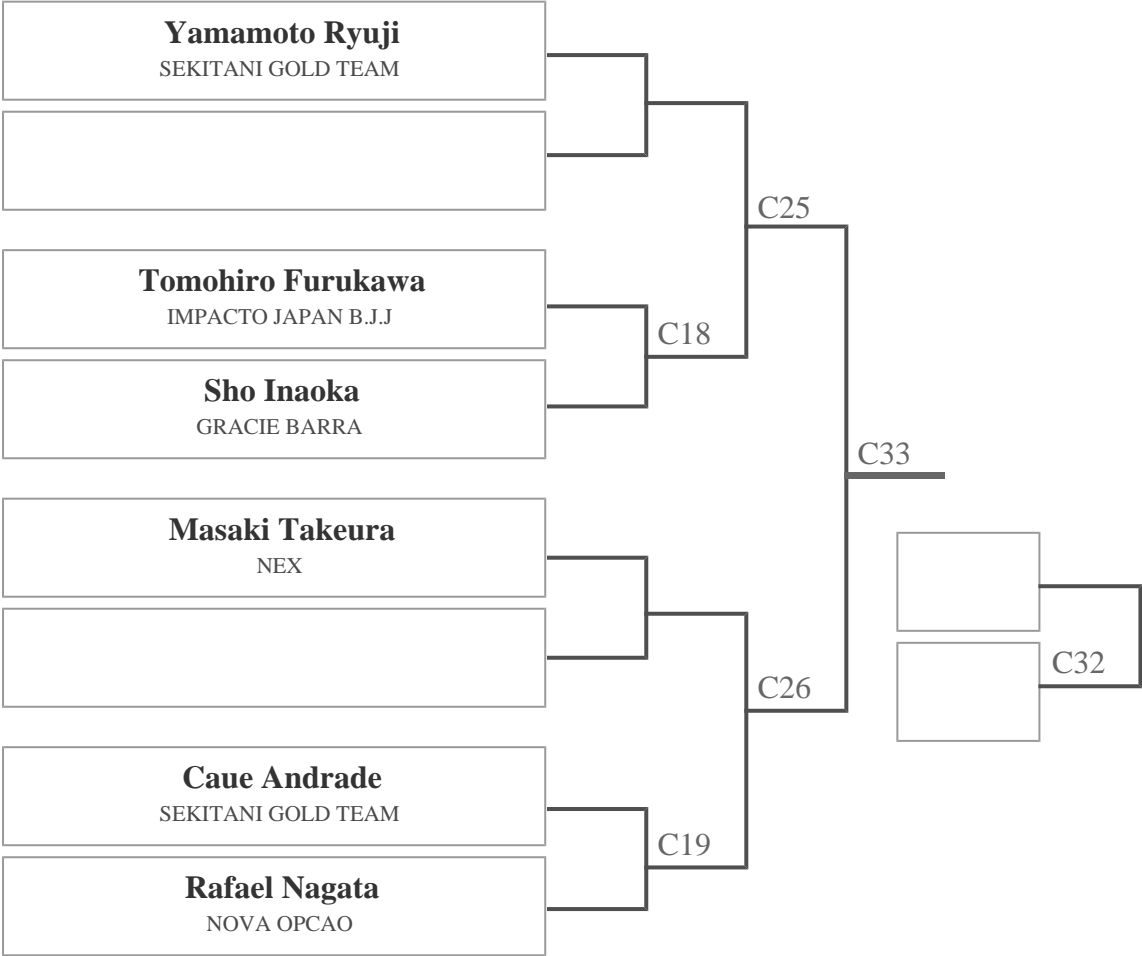 Yamamoto Ryuji
SEKITANI GOLD TEAM
C25
Tomohiro Furukawa
IMPACTO JAPAN B.J.J
C18
Sho Inaoka
GRACIE BARRA
C33
Masaki Takeura
NEX
C32
C26
Caue Andrade
SEKITANI GOLD TEAM
C19
Rafael Nagata
NOVA OPCAO